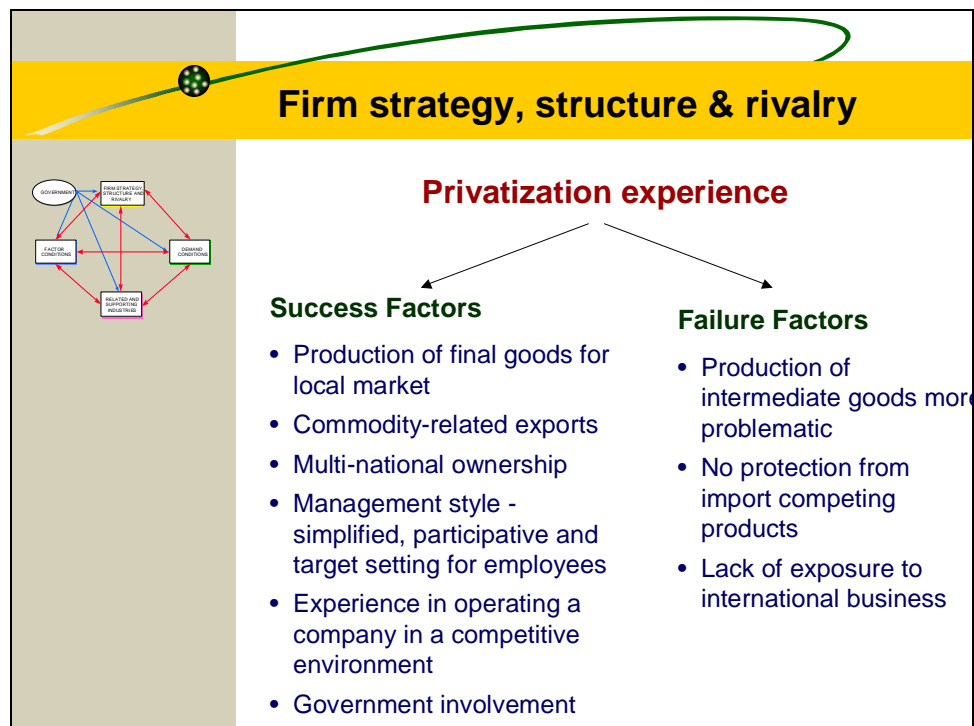 Firm strategy, structure & rivalry
GOVERNMENT
FIRM STRATEGY,
STRUCTURE AND
RIVALRY
FACTOR
CONDITIONS
DEMAND
CONDITIONS
RELATED AND
SUPPORTING
INDUSTRIES
Privatization experience
Success Factors
• Production of final goods for
local market
• Commodity-related exports
• Multi-national ownership
• Management style -
simplified, participative and
target setting for employees
• Experience in operating a
company in a competitive
environment
• Government involvement
Failure Factors
• Production of
intermediate goods more
problematic
• No protection from
import competing
products
• Lack of exposure to
international business